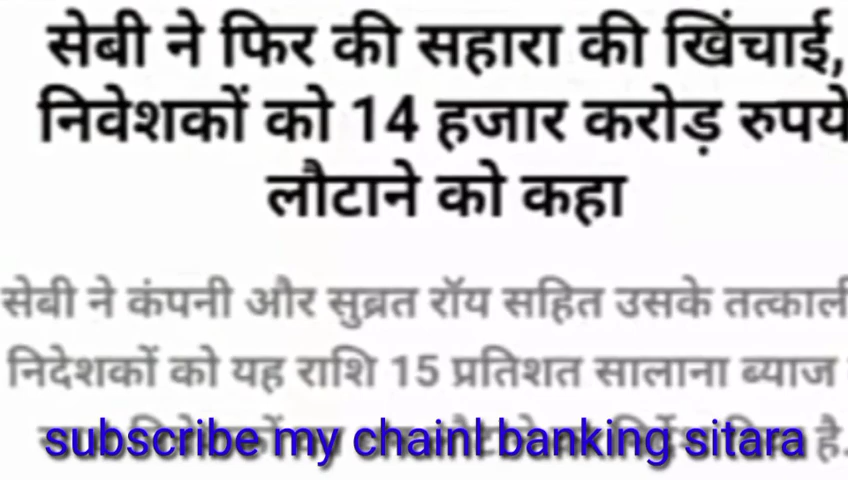 सेबी ने फिर की सहारा की खिंचाई,
निवेशकों को 14 हजार करोड़ रुपये
लौटाने को कहा
सेबी ने कंपनी और सुब्रत रॉय सहित उसके
निदेशकों को यह राशि 15 प्रतिशत सालाना ब्याज
subscribe my chainl banking sitara
है.